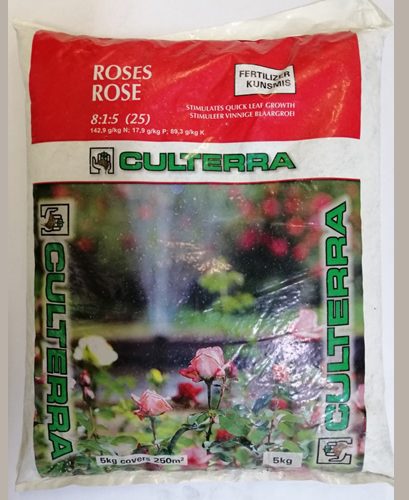 ROSES
ROSE
8:1:5 (25)
142,9 g/kg N; 17,9 g/kg P; 89,3 g/kg K
FERTILIZER
KUNSMIS
STIMULATES QUICK LEAF GROWTH
STIMULEER VINNIGE BLAARGROEI
CULTERRA
CULTERRA
CULTERRA
5kg covers 250m²
5kg